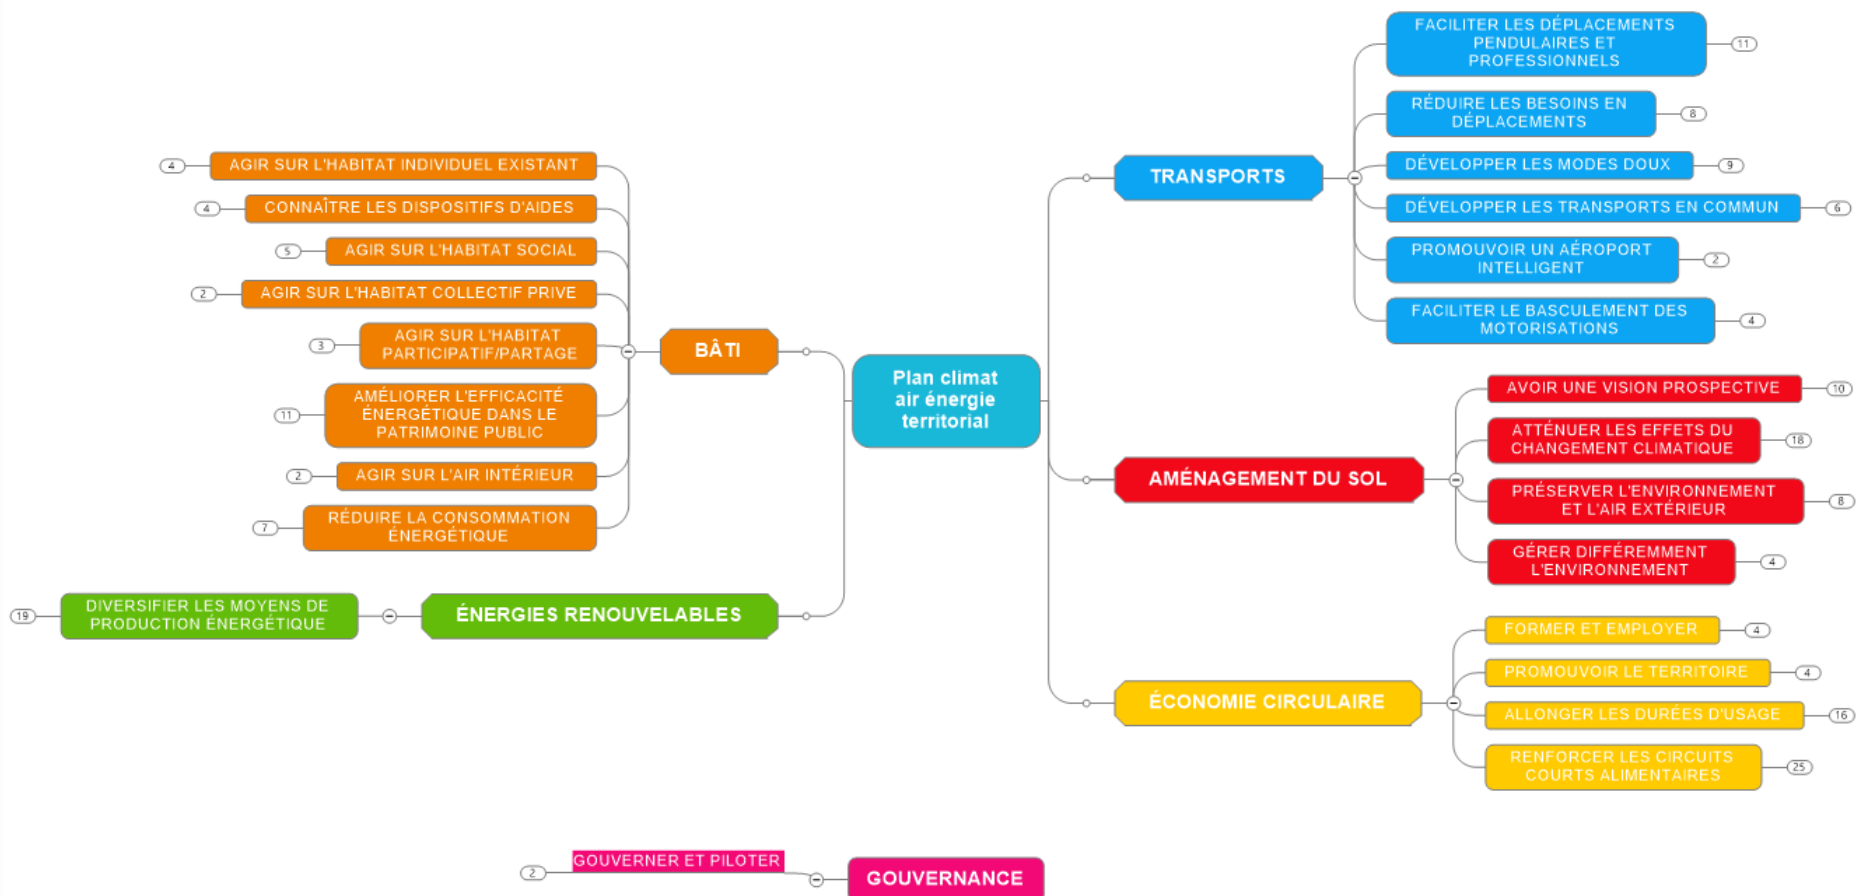 Plan climat
air énergie
territorial
TRANSPORTS
FACILITER LES DÉPLACEMENTS
PENDULAIRES ET
PROFESSIONNELS
11
RÉDUIRE LES BESOINS EN
DÉPLACEMENTS
8
DÉVELOPPER LES MODES DOUX
9
DÉVELOPPER LES TRANSPORTS EN COMMUN
6
PROMOUVOIR UN AÉROPORT
INTELLIGENT
2
FACILITER LE BASCULEMENT DES
MOTORISATIONS
4
AMÉNAGEMENT DU SOL
AVOIR UNE VISION PROSPECTIVE
10
ATTÉNUER LES EFFETS DU
CHANGEMENT CLIMATIQUE
18
PRÉSERVER L'ENVIRONNEMENT
ET L'AIR EXTÉRIEUR
8
GÉRER DIFFÉREMMENT
L'ENVIRONNEMENT
4
ÉCONOMIE CIRCULAIRE
FORMER ET EMPLOYER
4
PROMOUVOIR LE TERRITOIRE
4
ALLONGER LES DURÉES D'USAGE
16
RENFORCER LES CIRCUITS
COURTS ALIMENTAIRES
25
BÂTI
AGIR SUR L'HABITAT INDIVIDUEL EXISTANT
4
CONNAÎTRE LES DISPOSITIFS D'AIDES
4
AGIR SUR L'HABITAT SOCIAL
5
AGIR SUR L'HABITAT COLLECTIF PRIVE
2
AGIR SUR L'HABITAT
PARTICIPATIF/PARTAGE
3
AMÉLIORER L'EFFICACITÉ
ÉNERGÉTIQUE DANS LE
PATRIMOINE PUBLIC
11
AGIR SUR L'AIR INTÉRIEUR
2
RÉDUIRE LA CONSOMMATION
ÉNERGÉTIQUE
7
ÉNERGIES RENOUVELABLES
DIVERSIFIER LES MOYENS DE
PRODUCTION ÉNERGÉTIQUE
19
GOUVERNANCE
GOUVERNER ET PILOTER
2